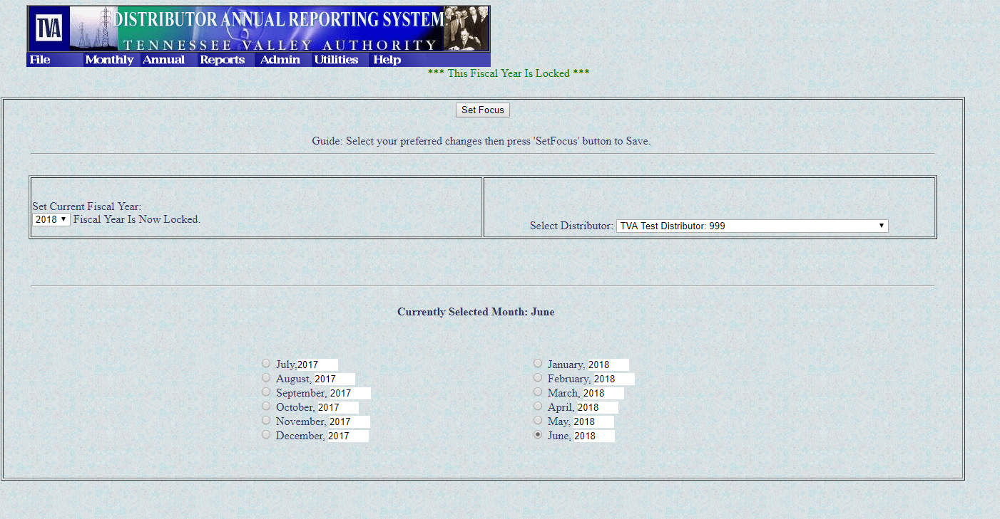 TVA DISTRIBUTOR ANNUAL REPORTING SYSTEM
TENNESSEE VALLEY AUTHORITY
File Monthly Annual Reports Admin Utilities Help
*** This Fiscal Year Is Locked ***
Set Focus
Guide: Select your preferred changes then press 'SetFocus' button to Save.
Set Current Fiscal Year:
2018 Fiscal Year Is Now Locked.
Select Distributor: TVA Test Distributor: 999
Currently Selected Month: June
July,2017
August, 2017
September, 2017
October, 2017
November, 2017
December, 2017
January, 2018
February, 2018
March, 2018
April, 2018
May, 2018
June, 2018